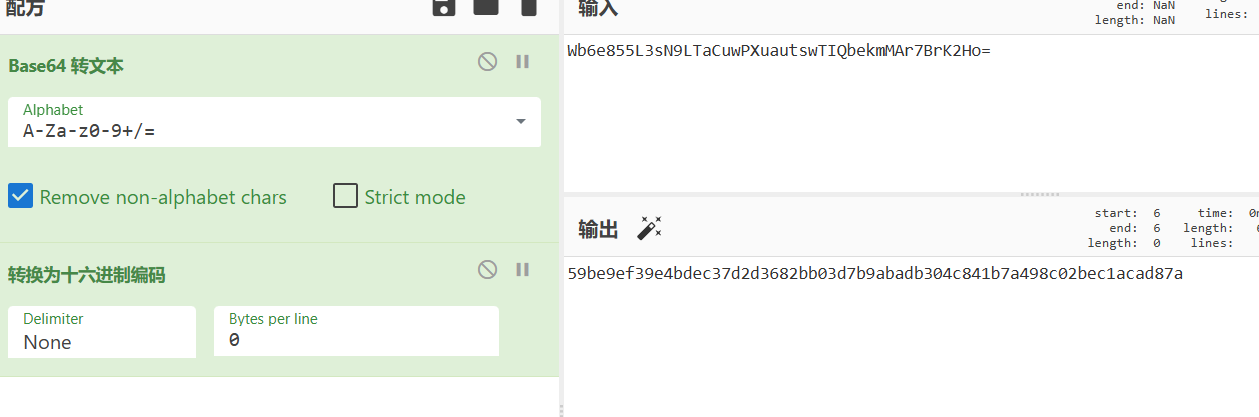 配方
Base64 转文本
Alphabet
A-Za-z0-9+/=
Remove non-alphabet chars
Strict mode
转换为十六进制编码
Delimiter
None
Bytes per line
0
输入
end: NaN
length: NaN
lines:
Wb6e855L3sN9LTaCuwPXuautswTIQbekmMAr7BrK2Ho=
输出
start: 6
end: 6
length: 0
time:
length:
lines:
59be9ef39e4bdec37d2d3682bb03d7b9abadb304c841b7a498c02bec1acad87a